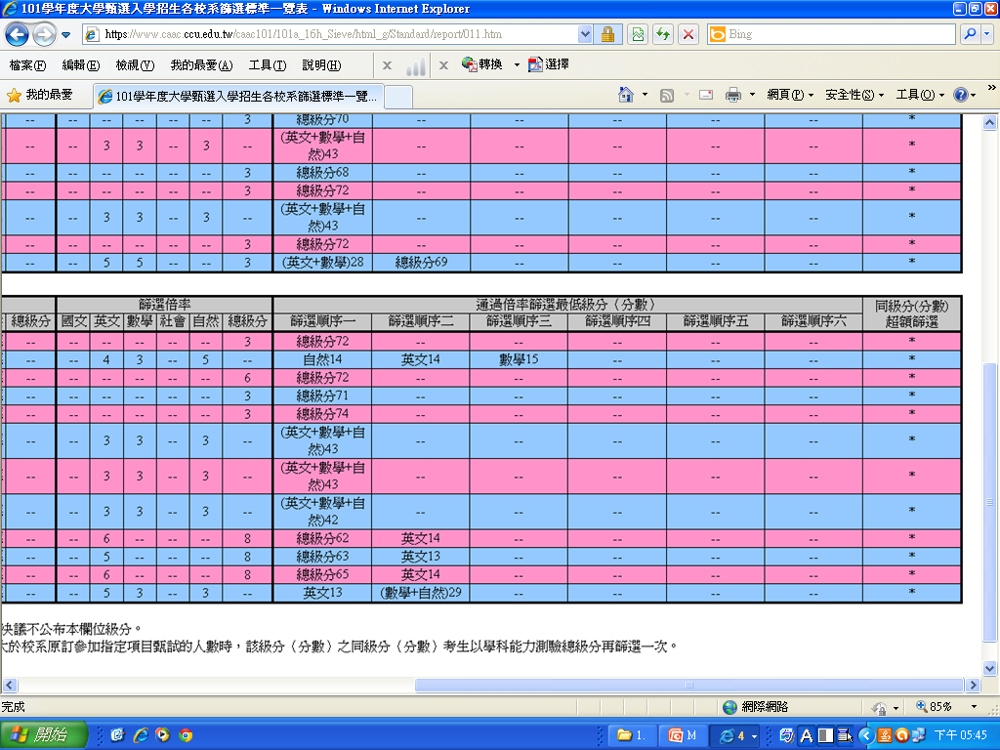 101學年度大學甄選入學招生各校系篩選標準一覽表 - Windows Internet Explorer
https://www.caac.ccu.edu.tw/caac101/101a_16h_Sieve/html_g/Standard/report/011.htm
Bing
檔案(F) 編輯(E) 檢視(V) 我的最愛(A) 工具(T) 說明(H) 轉換 選擇
我的最愛 101學年度大學甄選入學招生各校系篩選標準一覽... 網頁(P) 安全性(S) 工具(O)
-- -- -- -- -- -- 3 總級分70 -- -- -- -- -- *
-- -- 3 3 -- 3 -- (英文+數學+自然)43 -- -- -- -- -- *
-- -- -- -- -- -- 3 總級分68 -- -- -- -- -- *
-- -- -- -- -- -- 3 總級分72 -- -- -- -- -- *
-- -- 3 3 -- 3 -- (英文+數學+自然)43 -- -- -- -- -- *
-- -- -- -- -- -- 3 總級分72 -- -- -- -- -- *
-- -- 5 5 -- -- 3 (英文+數學)28 總級分69 -- -- -- -- *
篩選倍率 通過倍率篩選最低級分（分數） 同級分(分數)超額篩選
總級分 國文 英文 數學 社會 自然 總級分 篩選順序一 篩選順序二 篩選順序三 篩選順序四 篩選順序五 篩選順序六
-- -- -- -- -- -- 3 總級分72 -- -- -- -- -- *
-- -- 4 3 -- 5 -- 自然14 英文14 數學15 -- -- -- *
-- -- -- -- -- -- 6 總級分72 -- -- -- -- -- *
-- -- -- -- -- -- 3 總級分71 -- -- -- -- -- *
-- -- -- -- -- -- 3 總級分74 -- -- -- -- -- *
-- -- 3 3 -- 3 -- (英文+數學+自然)43 -- -- -- -- -- *
-- -- 3 3 -- 3 -- (英文+數學+自然)43 -- -- -- -- -- *
-- -- 3 3 -- 3 -- (英文+數學+自然)42 -- -- -- -- -- *
-- -- 6 -- -- -- 8 總級分62 英文14 -- -- -- -- *
-- -- 5 -- -- -- 8 總級分63 英文13 -- -- -- -- *
-- -- 6 -- -- -- 8 總級分65 英文14 -- -- -- -- *
-- -- 5 3 -- 3 -- 英文13 (數學+自然)29 -- -- -- -- *
決議不公布本欄位級分。
於校系原訂參加指定項目甄試的人數時，該級分（分數）之同級分（分數）考生以學科能力測驗總級分再篩選一次。
完成 網際網路 85%
開始 1. M 4 A 下午 05:45